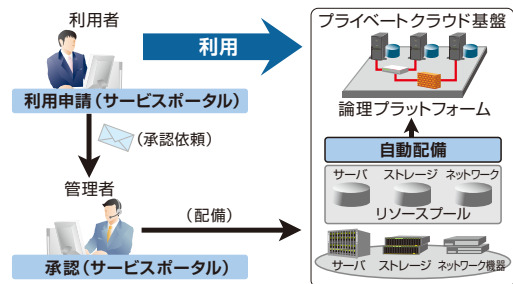 利用者
利用
利用申請(サービスポータル)
(承認依頼)
管理者
(配備)
承認(サービスポータル)
プライベートクラウド基盤
論理プラットフォーム
自動配備
サーバ ストレージ ネットワーク
リソースプール
サーバ ストレージ ネットワーク機器